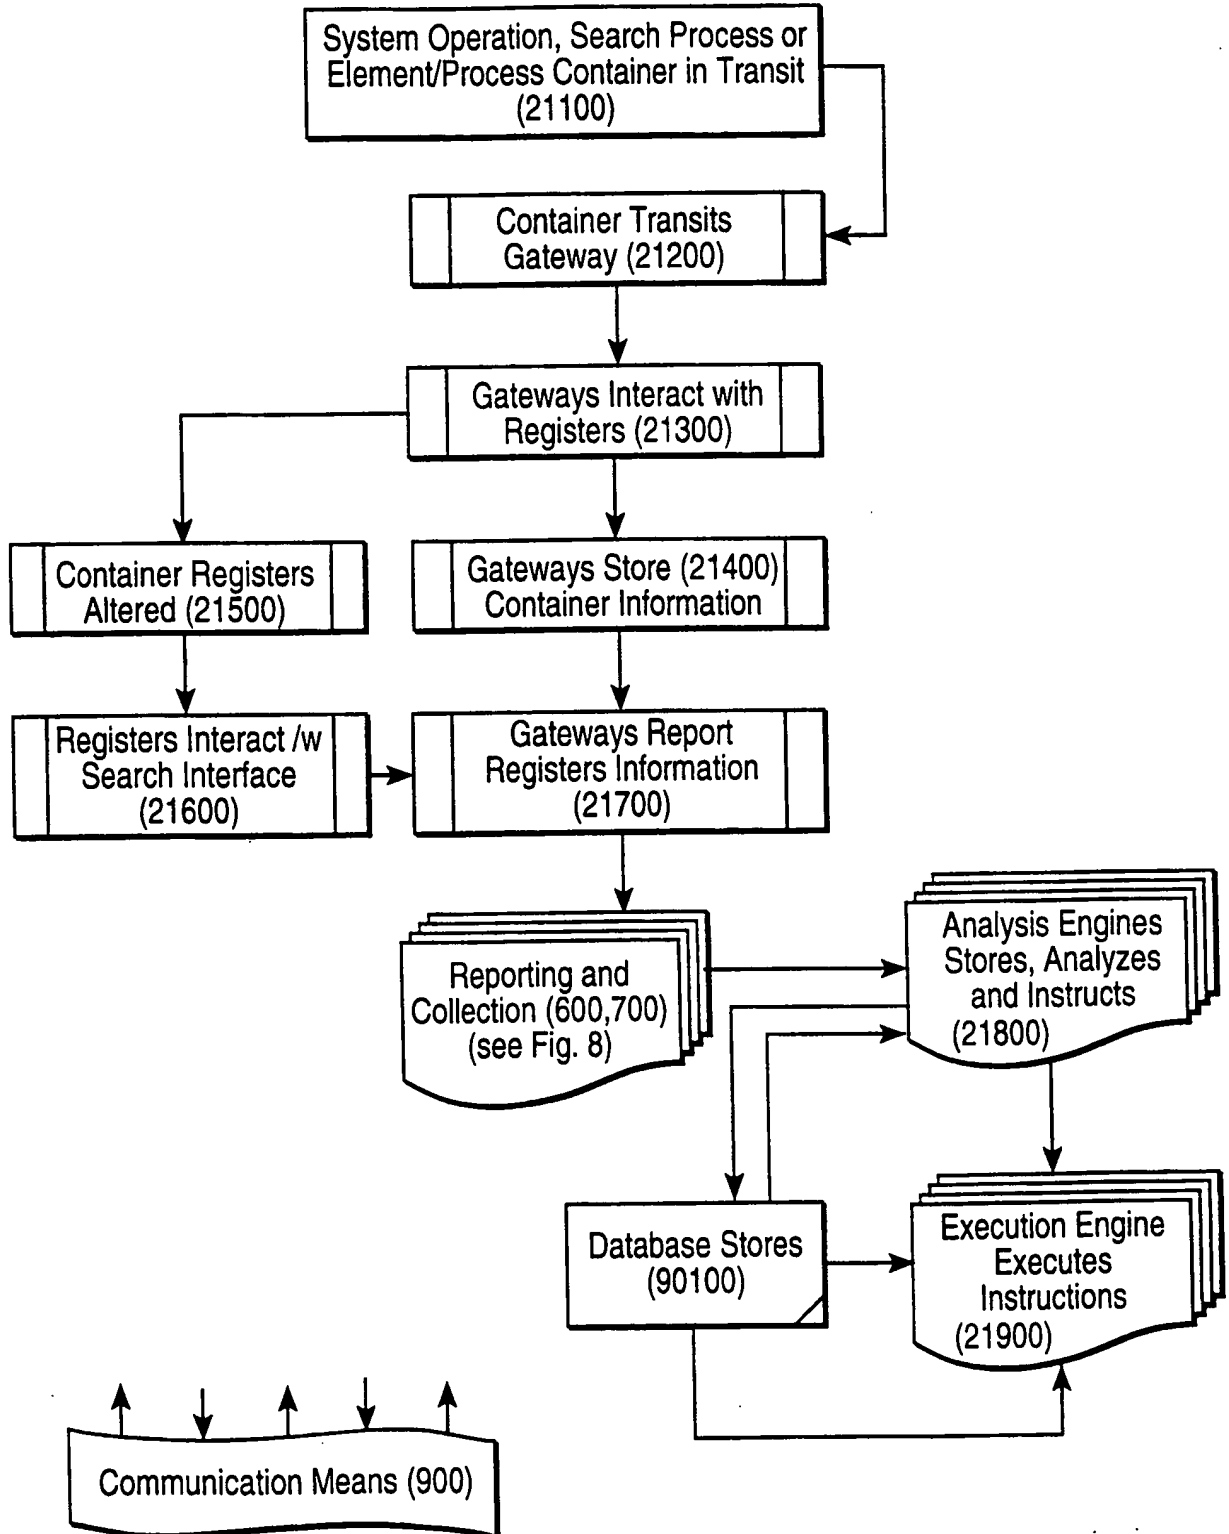 System Operation, Search Process or
Element/Process Container in Transit
(21100)
Container Transits
Gateway (21200)
Gateways Interact with
Registers (21300)
Container Registers
Altered (21500)
Gateways Store (21400)
Container Information
Registers Interact /w
Search Interface
(21600)
Gateways Report
Registers Information
(21700)
Reporting and
Collection (600,700)
(see Fig. 8)
Analysis Engines
Stores, Analyzes
and Instructs
(21800)
Database Stores
(90100)
Execution Engine
Executes
Instructions
(21900)
Communication Means (900)